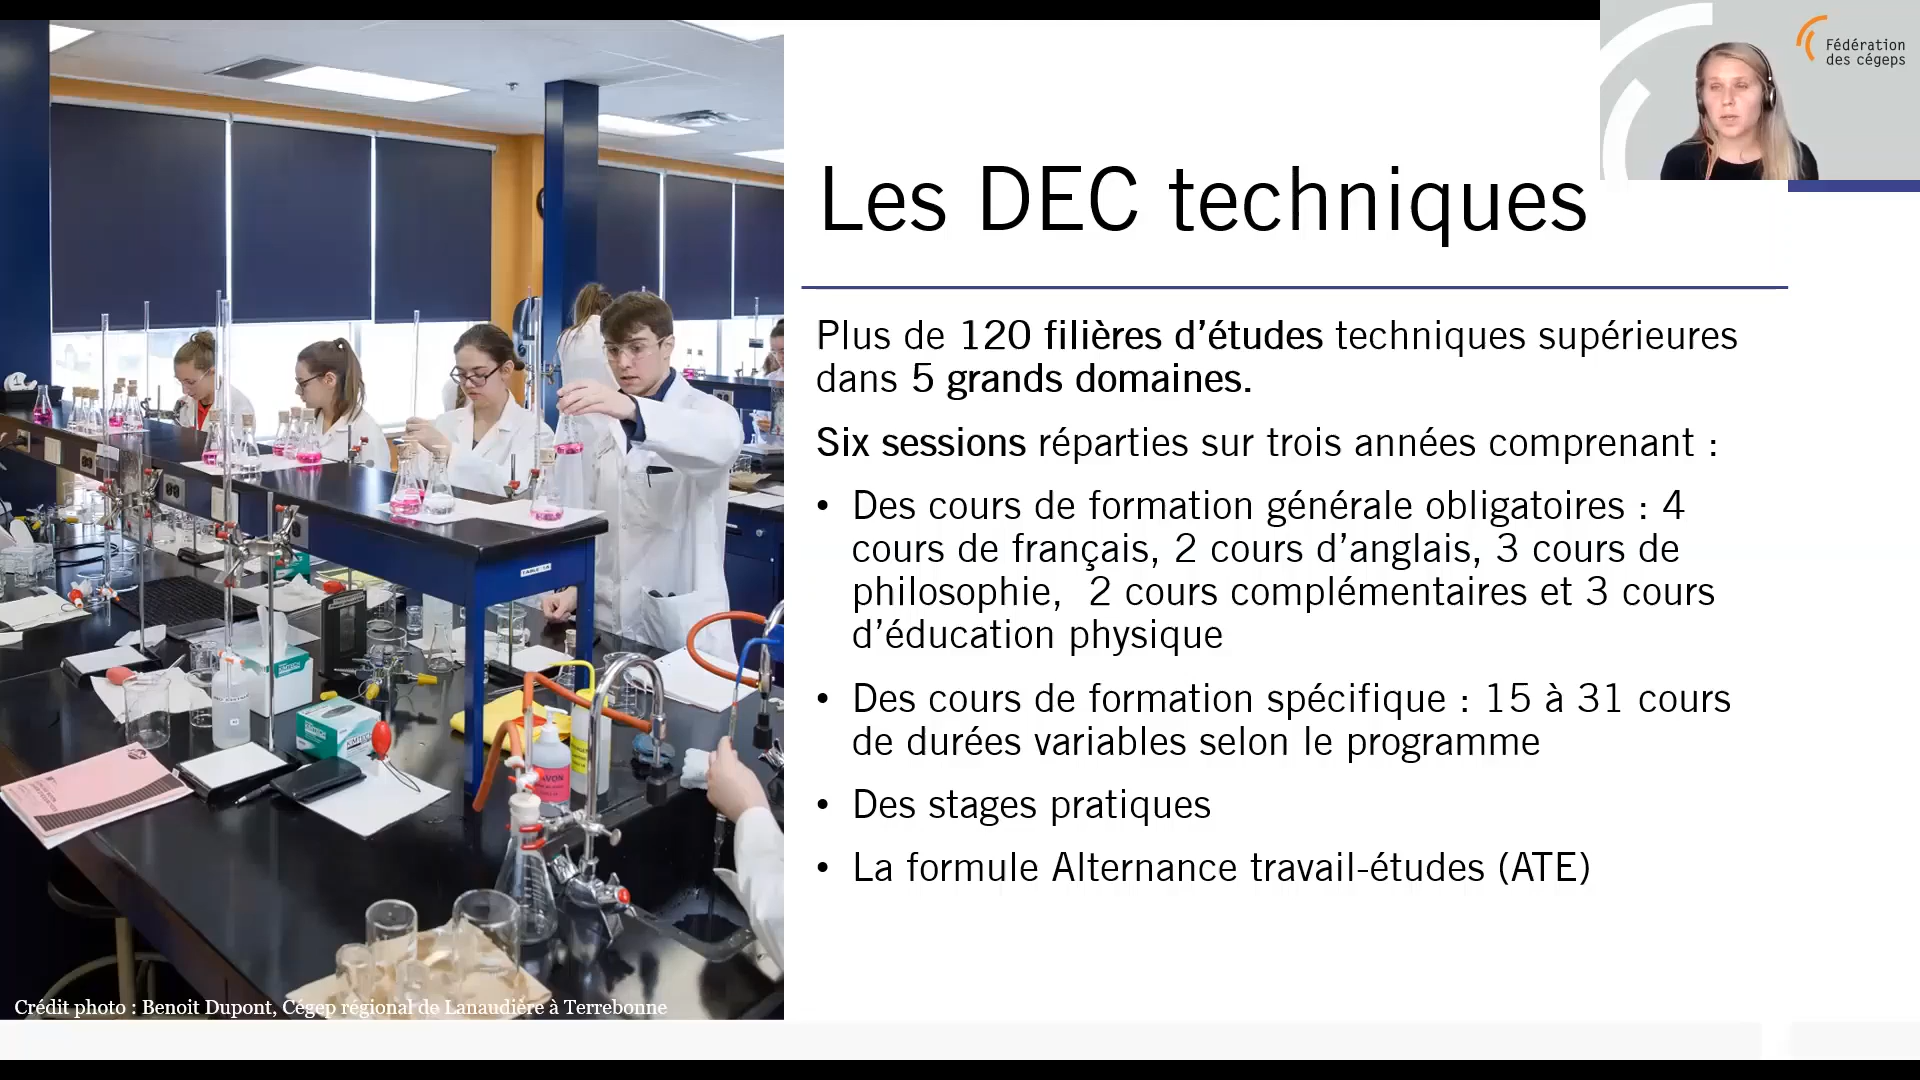 Fédération
des cégeps
Les DEC techniques
Plus de 120 filières d’études techniques supérieures
dans 5 grands domaines.
Six sessions réparties sur trois années comprenant :
• Des cours de formation générale obligatoires : 4
cours de français, 2 cours d’anglais, 3 cours de
philosophie,  2 cours complémentaires et 3 cours
d’éducation physique
• Des cours de formation spécifique : 15 à 31 cours
de durées variables selon le programme
• Des stages pratiques
• La formule Alternance travail-études (ATE)
Crédit photo : Benoit Dupont, Cégep régional de Lanaudière à Terrebonne